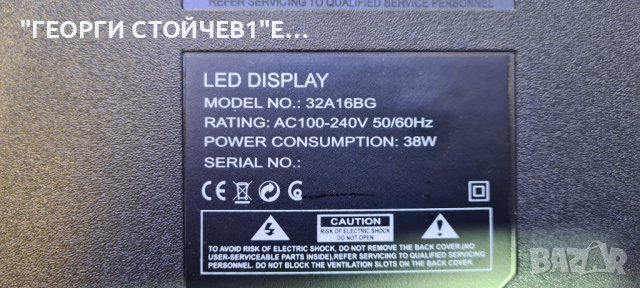 REFER SERVICING TO QUALIFIED SERVICE PERSONNEL
"ГЕОРГИ СТОЙЧЕВ1"Е...
LED DISPLAY
MODEL NO.: 32A16BG
RATING: AC100-240V 50/60Hz
POWER CONSUMPTION: 38W
SERIAL NO.:
CE
CAUTION
RISK OF ELECTRIC SHOCK
DO NOT OPEN
TO AVOID RISK OF ELECTRIC SHOCK, DO NOT REMOVE THE BACK COVER.(NO
USER-SERVICEABLE PARTS INSIDE),REFER SERVICING TO QUALIFIED SERVICING
PERSONNEL. DO NOT BLOCK THE VENTILATION SLOTS ON THE BACK COVER.
BAZAR